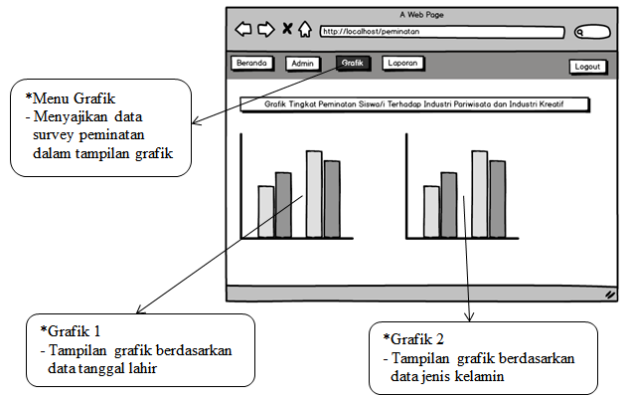 A Web Page
http://localhost/peminatan
Beranda
Admin
Grafik
Laporan
Logout
*Menu Grafik
- Menyajikan data
survey peminatan
dalam tampilan grafik
Grafik Tingkat Peminatan Siswa/i Terhadap Industri Pariwisata dan Industri Kreatif
*Grafik 1
- Tampilan grafik berdasarkan
data tanggal lahir
*Grafik 2
- Tampilan grafik berdasarkan
data jenis kelamin